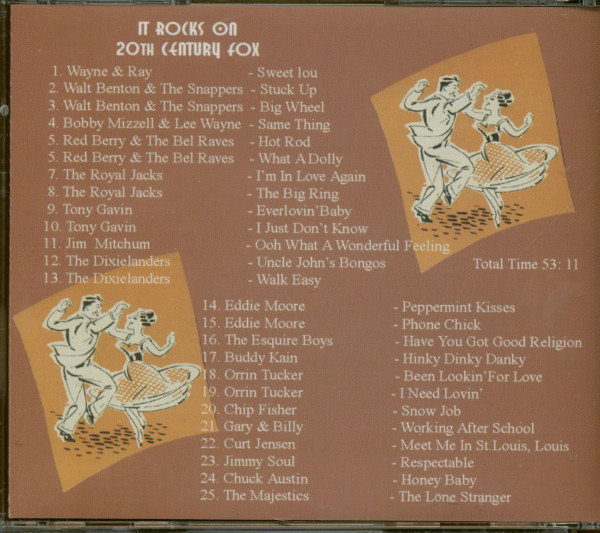 IT ROCKS ON
20TH CENTURY FOX
1. Wayne & Ray - Sweet lou
2. Walt Benton & The Snappers - Stuck Up
3. Walt Benton & The Snappers - Big Wheel
4. Bobby Mizzell & Lee Wayne - Same Thing
5. Red Berry & The Bel Raves - Hot Rod
5. Red Berry & The Bel Raves - What A Dolly
7. The Royal Jacks - I'm In Love Again
8. The Royal Jacks - The Big Ring
9. Tony Gavin - Everlovin'Baby
10. Tony Gavin - I Just Don't Know
11. Jim Mitchum - Ooh What A Wonderful Feeling
12. The Dixielanders - Uncle John's Bongos
13. The Dixielanders - Walk Easy
Total Time 53: 11
14. Eddie Moore - Peppermint Kisses
15. Eddie Moore - Phone Chick
16. The Esquire Boys - Have You Got Good Religion
17. Buddy Kain - Hinky Dinky Danky
18. Orrin Tucker - Been Lookin'For Love
19. Orrin Tucker - I Need Lovin'
20. Chip Fisher - Snow Job
21. Gary & Billy - Working After School
22. Curt Jensen - Meet Me In St.Louis, Louis
23. Jimmy Soul - Respectable
24. Chuck Austin - Honey Baby
25. The Majestics - The Lone Stranger